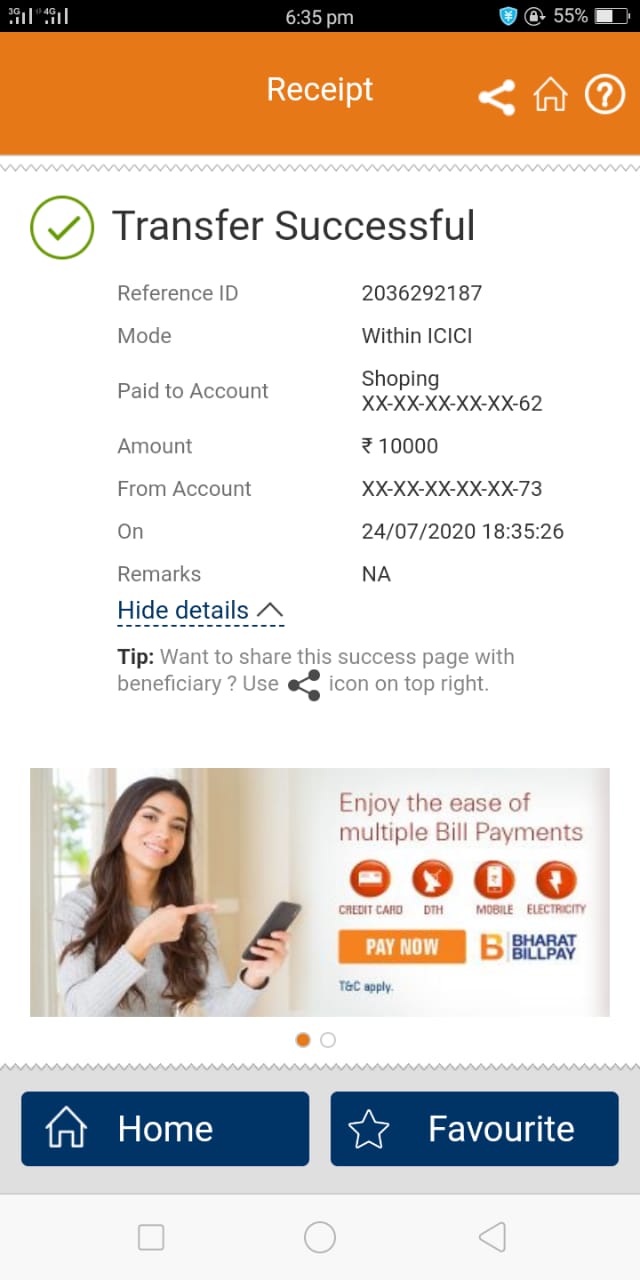 3G 4G 6:35 pm 55%
Receipt
Transfer Successful
Reference ID 2036292187
Mode Within ICICI
Paid to Account Shoping
XX-XX-XX-XX-XX-62
Amount ₹ 10000
From Account XX-XX-XX-XX-XX-73
On 24/07/2020 18:35:26
Remarks NA
Hide details
Tip: Want to share this success page with
beneficiary ? Use icon on top right.
Enjoy the ease of
multiple Bill Payments
CREDIT CARD DTH MOBILE ELECTRICITY
PAY NOW B BHARAT
BILLPAY
T&C apply.
Home Favourite